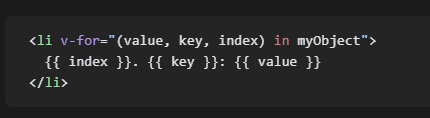 <li v-for="(value, key, index) in myObject">
  {{ index }}. {{ key }}: {{ value }}
</li>